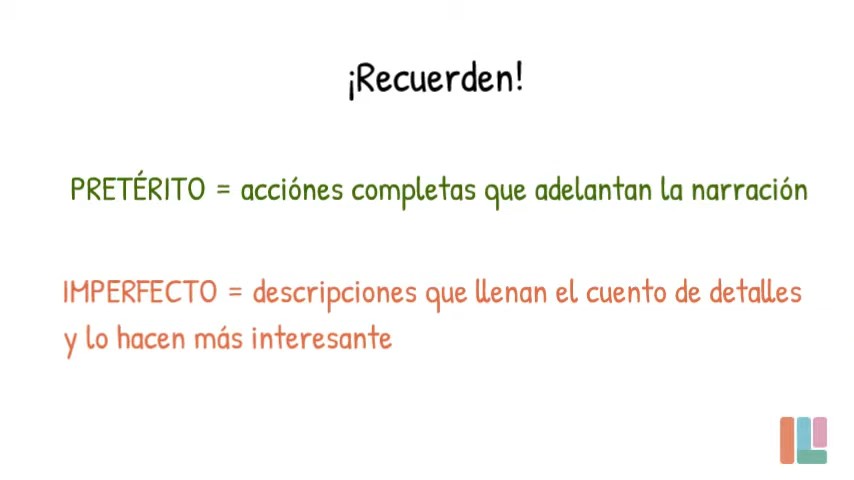 ¡Recuerden!
PRETÉRITO = acciónes completas que adelantan la narración
IMPERFECTO = descripciones que llenan el cuento de detalles
y lo hacen más interesante